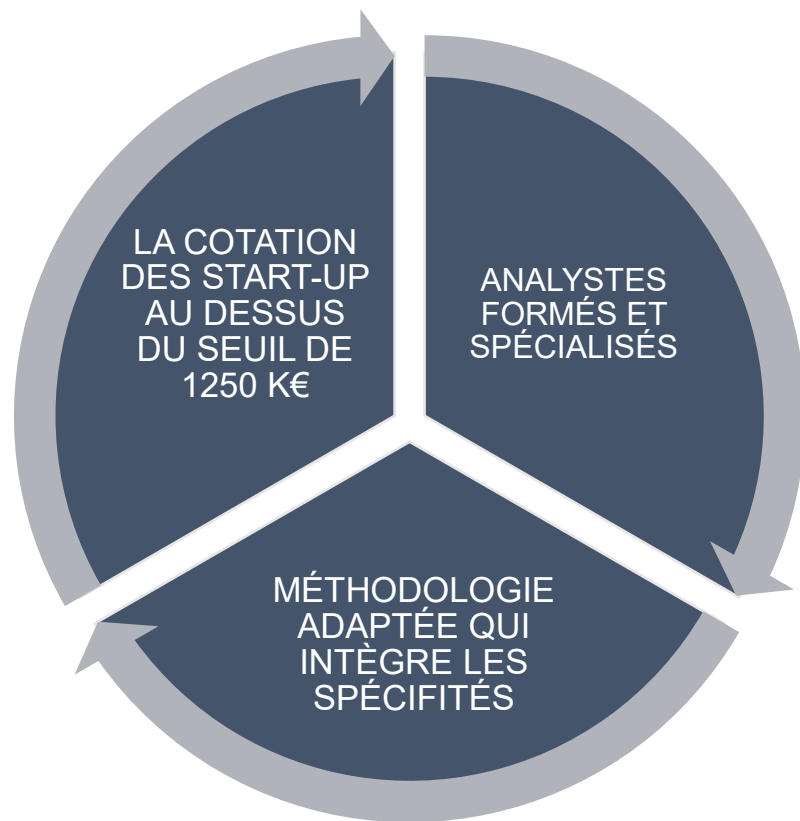 LA COTATION
DES START-UP
AU DESSUS
DU SEUIL DE
1250 K€
ANALYSTES
FORMÉS ET
SPÉCIALISÉS
MÉTHODOLOGIE
ADAPTÉE QUI
INTÈGRE LES
SPÉCIFITÉS